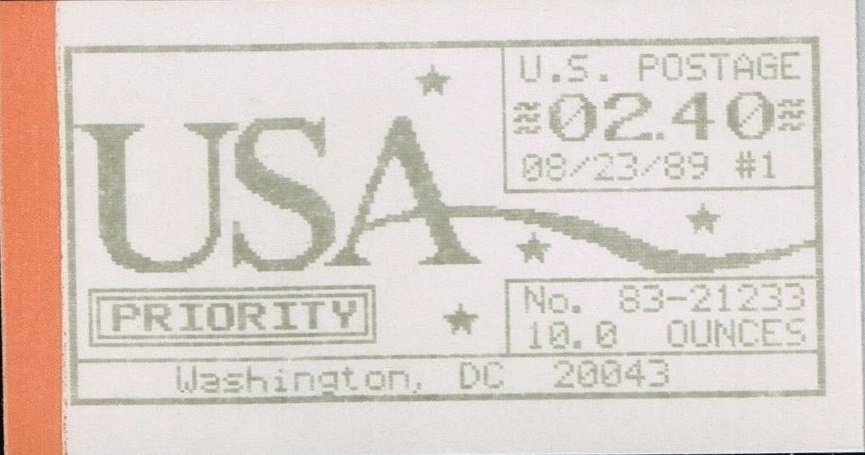 USA
U.S. POSTAGE
≈02.40≈
08/23/89 #1
No. 83-21233
10.0 OUNCES
PRIORITY
Washington, DC 20043